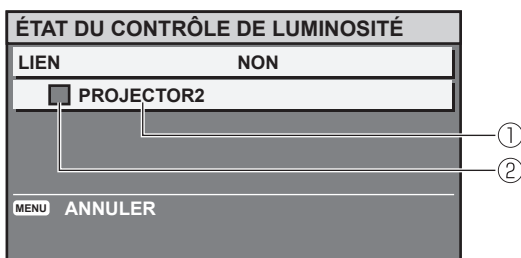 ÉTAT DU CONTRÔLE DE LUMINOSITÉ
LIEN NON
PROJECTOR2
①
②
MENU ANNULER